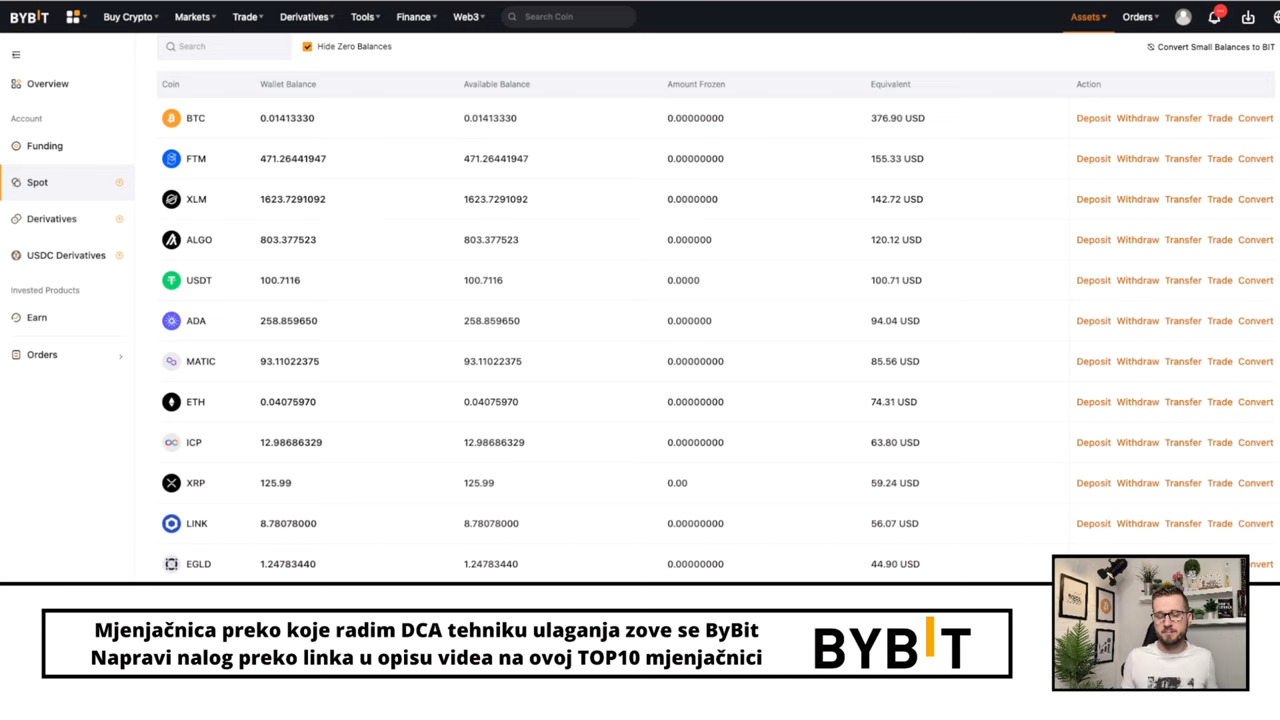 BYBIT Buy Crypto Markets Trade Derivatives Tools Finance Web3 Search Coin Assets Orders
Search Hide Zero Balances Convert Small Balances to BIT
Overview
Account
Funding
Spot
Derivatives
USDC Derivatives
Invested Products
Earn
Orders
Coin Wallet Balance Available Balance Amount Frozen Equivalent Action
BTC 0.01413330 0.01413330 0.00000000 376.90 USD Deposit Withdraw Transfer Trade Convert
FTM 471.26441947 471.26441947 0.00000000 155.33 USD Deposit Withdraw Transfer Trade Convert
XLM 1623.7291092 1623.7291092 0.0000000 142.72 USD Deposit Withdraw Transfer Trade Convert
ALGO 803.377523 803.377523 0.000000 120.12 USD Deposit Withdraw Transfer Trade Convert
USDT 100.7116 100.7116 0.0000 100.71 USD Deposit Withdraw Transfer Trade Convert
ADA 258.859650 258.859650 0.000000 94.04 USD Deposit Withdraw Transfer Trade Convert
MATIC 93.11022375 93.11022375 0.00000000 85.56 USD Deposit Withdraw Transfer Trade Convert
ETH 0.04075970 0.04075970 0.00000000 74.31 USD Deposit Withdraw Transfer Trade Convert
ICP 12.98686329 12.98686329 0.00000000 63.80 USD Deposit Withdraw Transfer Trade Convert
XRP 125.99 125.99 0.00 59.24 USD Deposit Withdraw Transfer Trade Convert
LINK 8.78078000 8.78078000 0.00000000 56.07 USD Deposit Withdraw Transfer Trade Convert
EGLD 1.24783440 1.24783440 0.00000000 44.90 USD nvert
Mjenjačnica preko koje radim DCA tehniku ulaganja zove se ByBit
Napravi nalog preko linka u opisu videa na ovoj TOP10 mjenjačnici
BYBIT